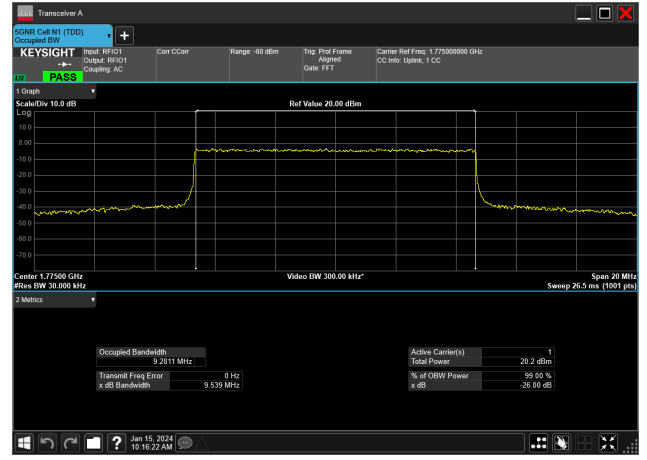 Transceiver A
5GNR Cell N1 (TDD)
Occupied BW
KEYSIGHT
Input: RFIO1
Output: RFIO1
Coupling: AC
Corr CCorr
Range: -60 dBm
Trig: Prot Frame
Aligned
Gate: FFT
Carrier Ref Freq: 1.775000000 GHz
CC Info: Uplink, 1 CC
PASS
1 Graph
Scale/Div 10.0 dB
Ref Value 20.00 dBm
Log
10.0
0.00
-10.0
-20.0
-30.0
-40.0
-50.0
-60.0
-70.0
Center 1.77500 GHz
Video BW 300.00 kHz*
Span 20 MHz
#Res BW 30.000 kHz
Sweep 26.5 ms (1001 pts)
2 Metrics
Occupied Bandwidth
9.2811 MHz
Active Carrier(s) 1
Total Power 20.2 dBm
Transmit Freq Error 0 Hz
x dB Bandwidth 9.539 MHz
% of OBW Power 99.00 %
x dB -26.00 dB
?
Jan 15, 2024
10:16:22 AM